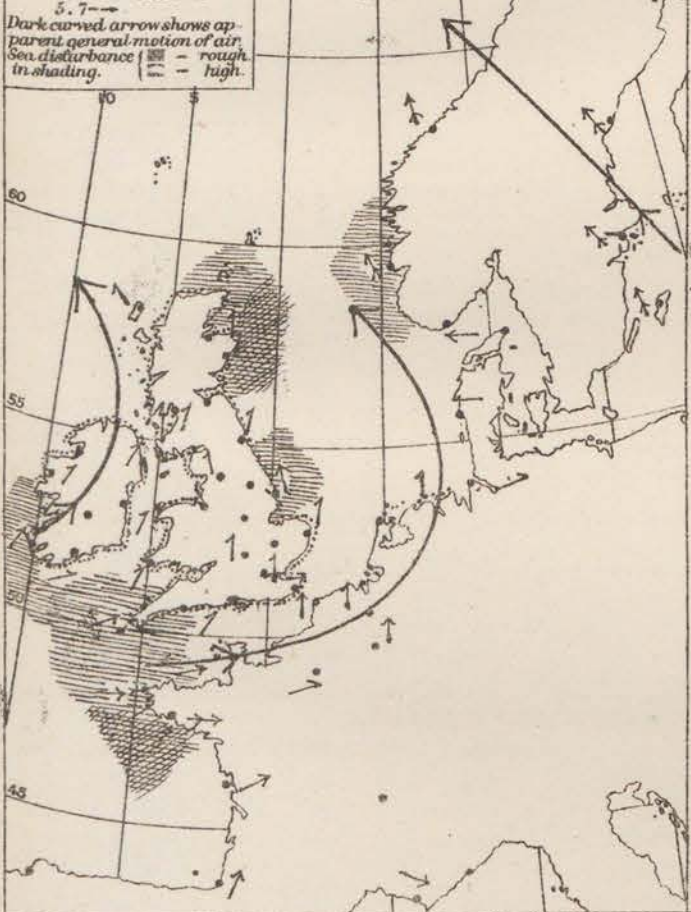 5.7-->
Dark curved arrow shows ap-
parent general motion of air.
Sea disturbance { - rough.
in shading. - high.
10 5
60
55
50
45